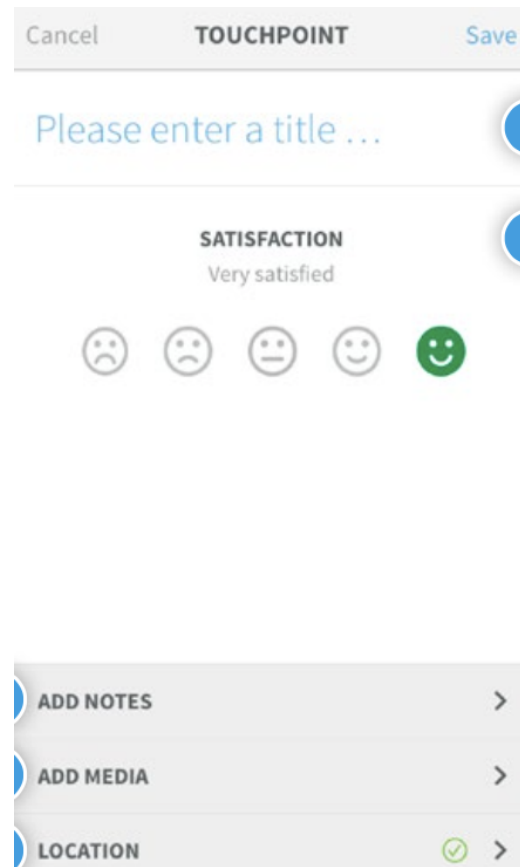 Cancel TOUCHPOINT Save
Please enter a title ...
SATISFACTION
Very satisfied
ADD NOTES
ADD MEDIA
LOCATION